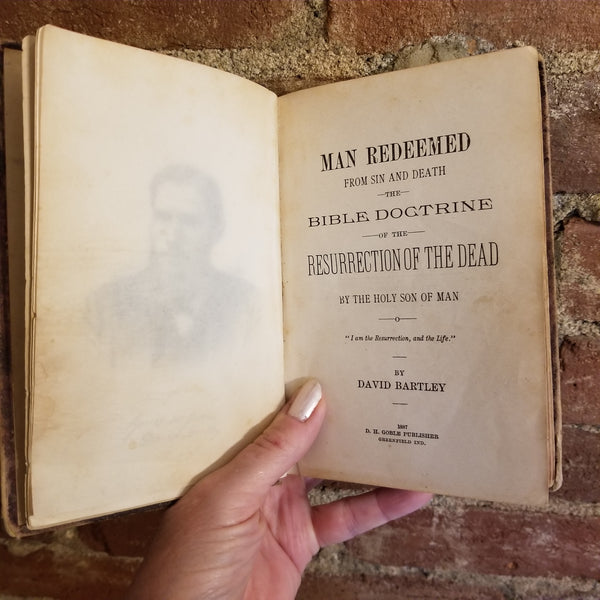 MAN REDEEMED
FROM SIN AND DEATH
—THE—
BIBLE DOCTRINE
—OF THE—
RESURRECTION OF THE DEAD
BY THE HOLY SON OF MAN
"I am the Resurrection, and the Life."
BY
DAVID BARTLEY
1887
D. H. GOBLE PUBLISHER
GREENFIELD IND.